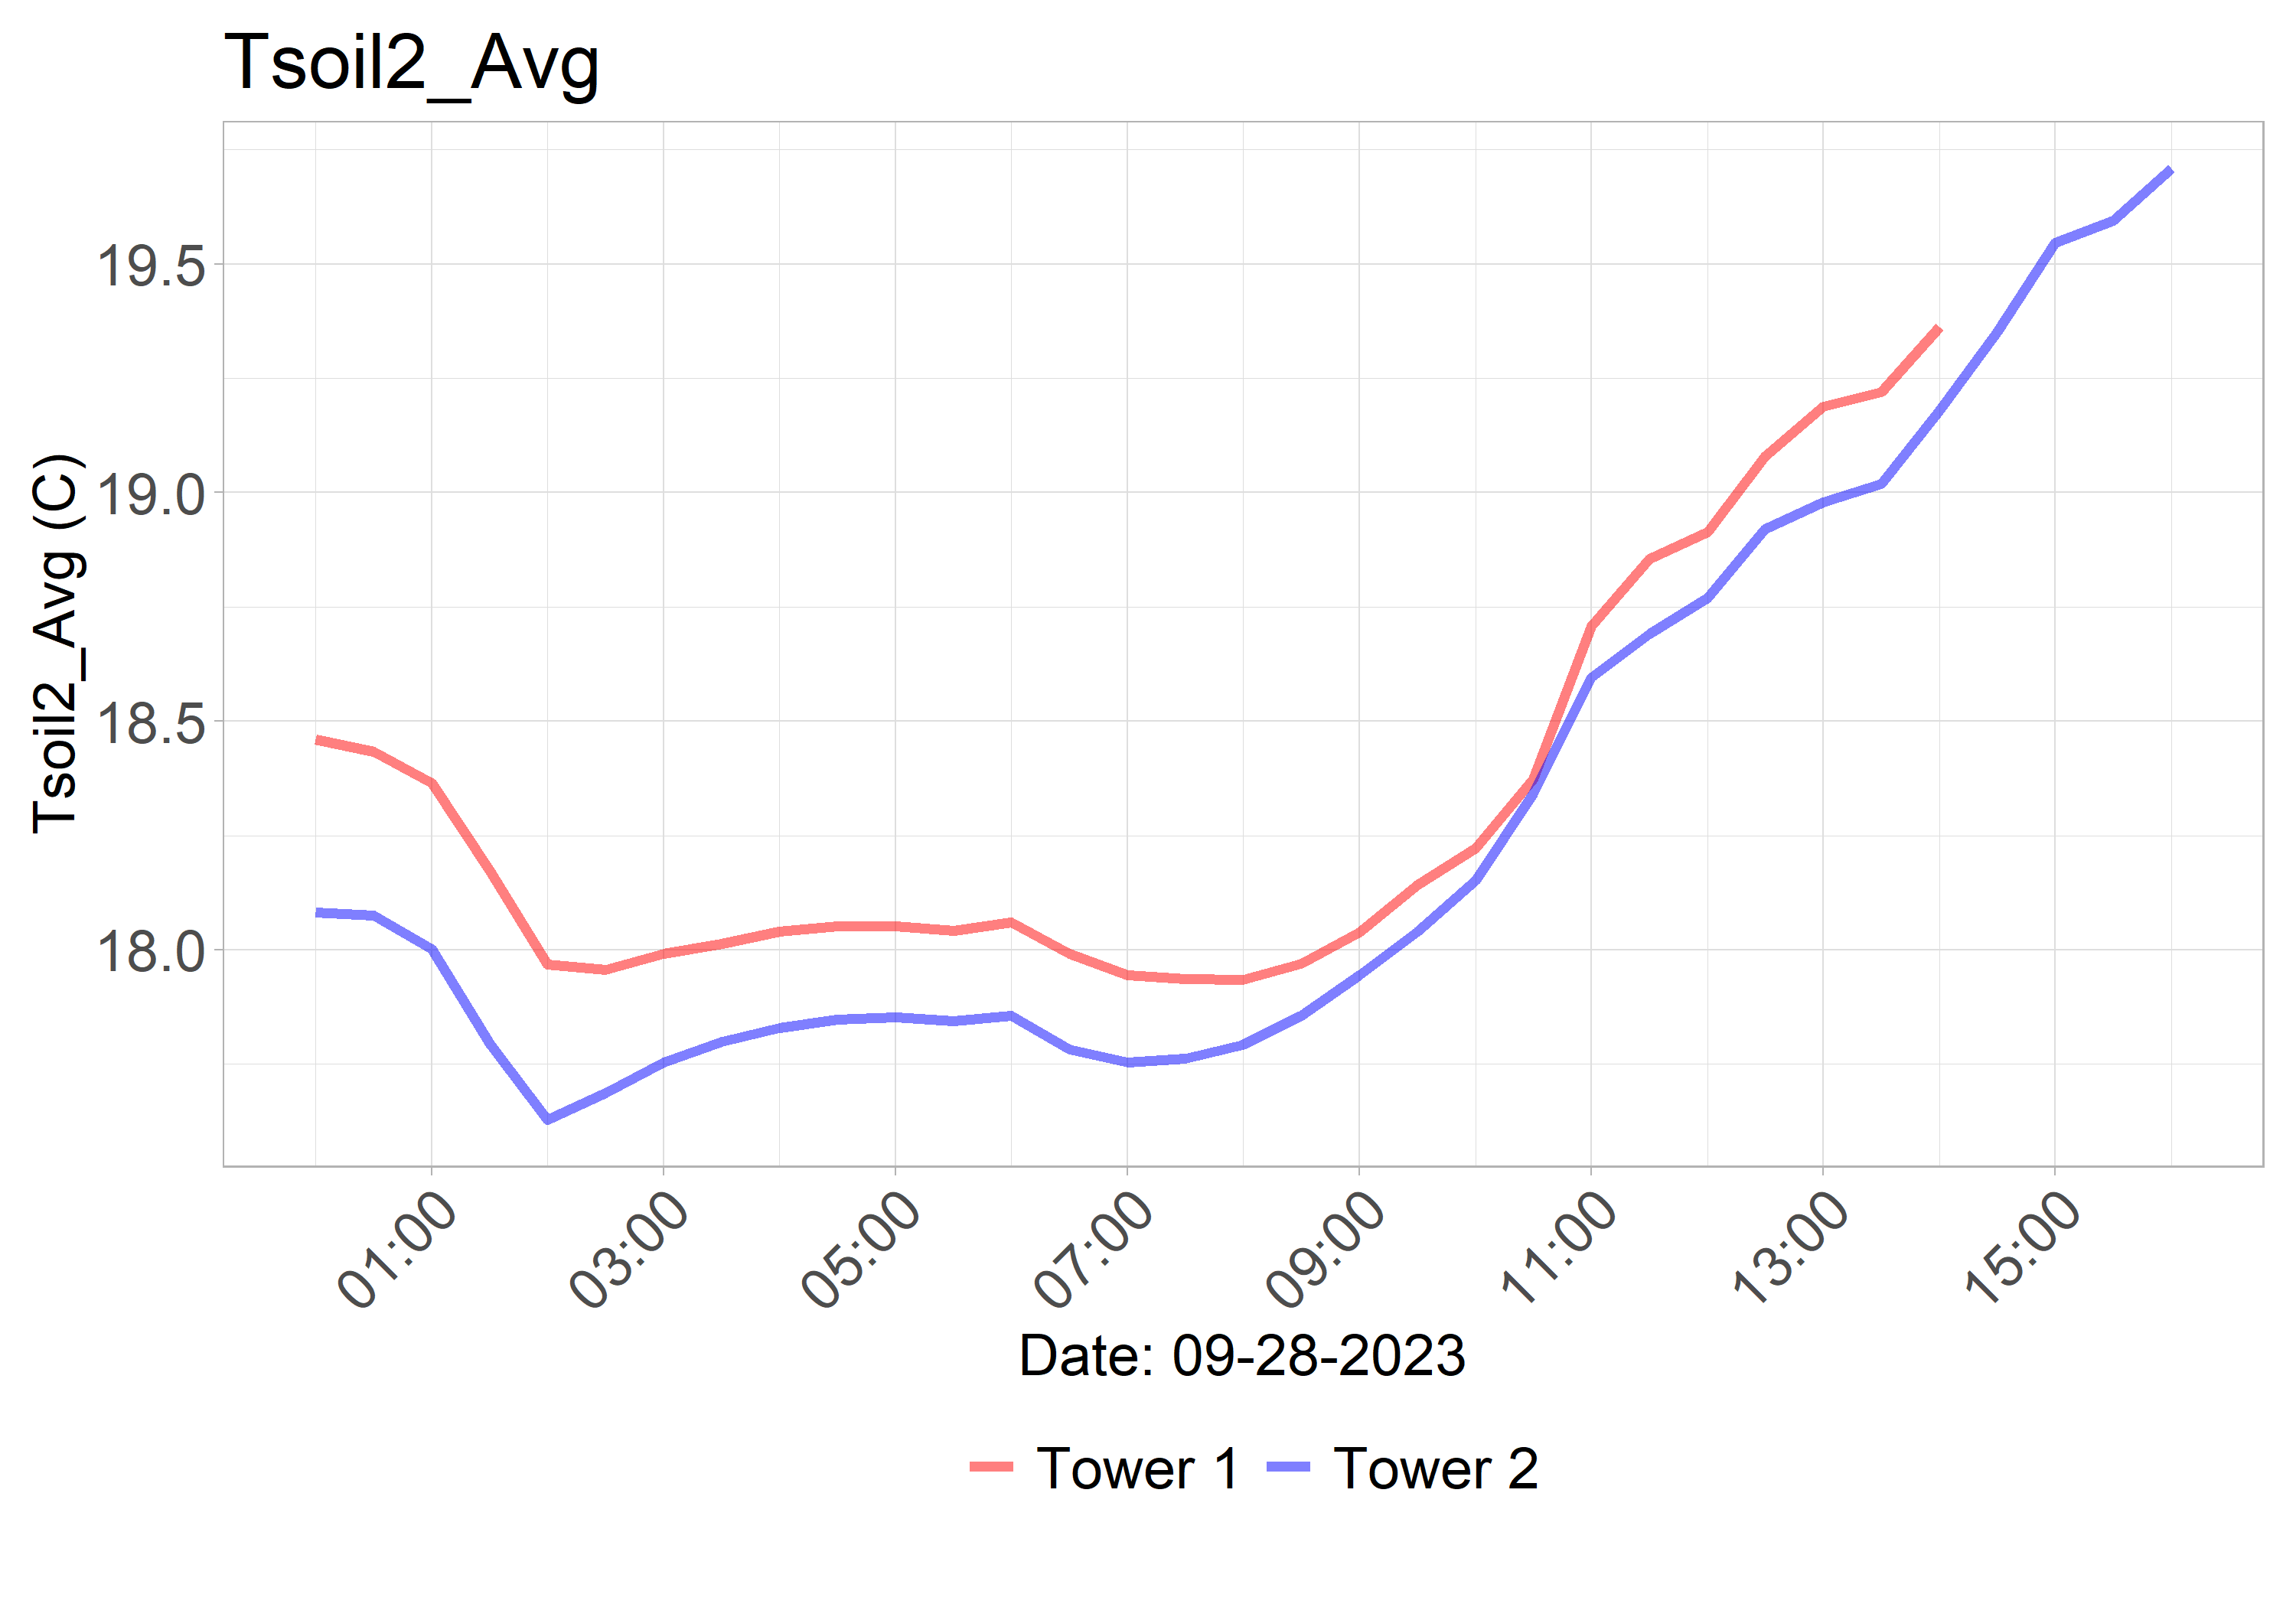 Tsoil2_Avg
Tsoil2_Avg (C)
19.5
19.0
18.5
18.0
01:00 03:00 05:00 07:00 09:00 11:00 13:00 15:00
Date: 09-28-2023
Tower 1 Tower 2